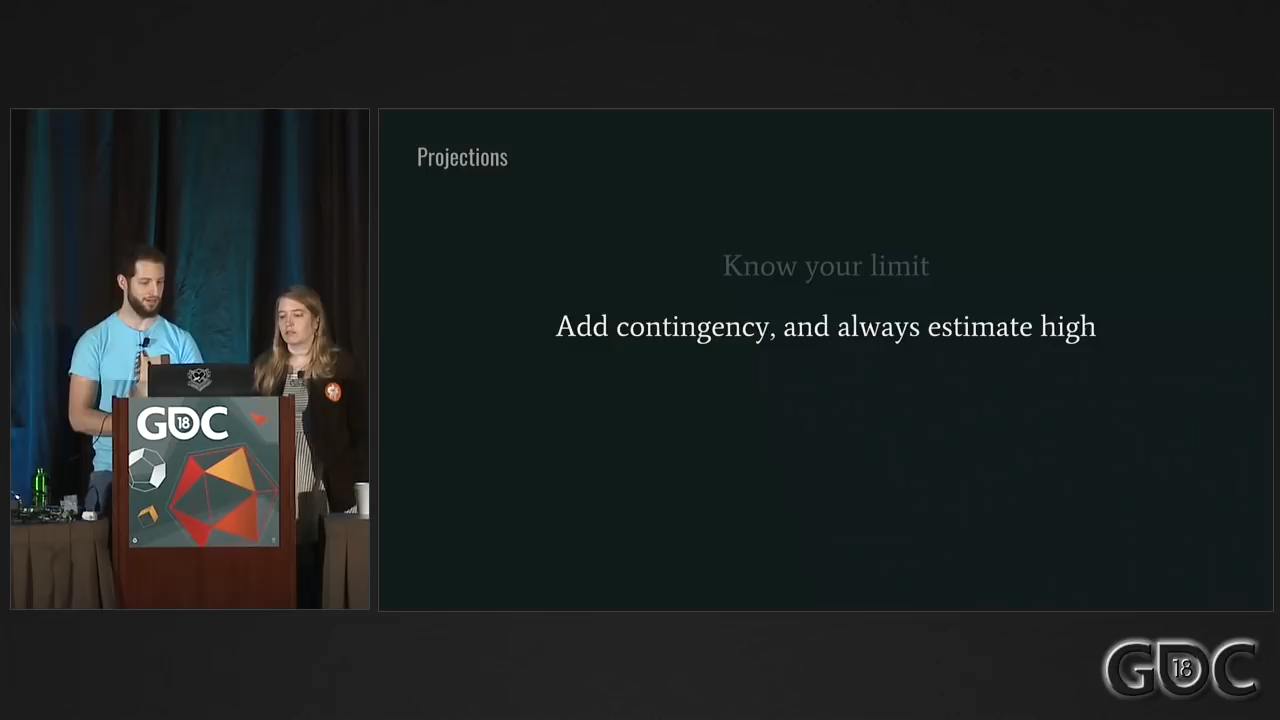 Projections
Know your limit
Add contingency, and always estimate high
GDC 18
GDC 18